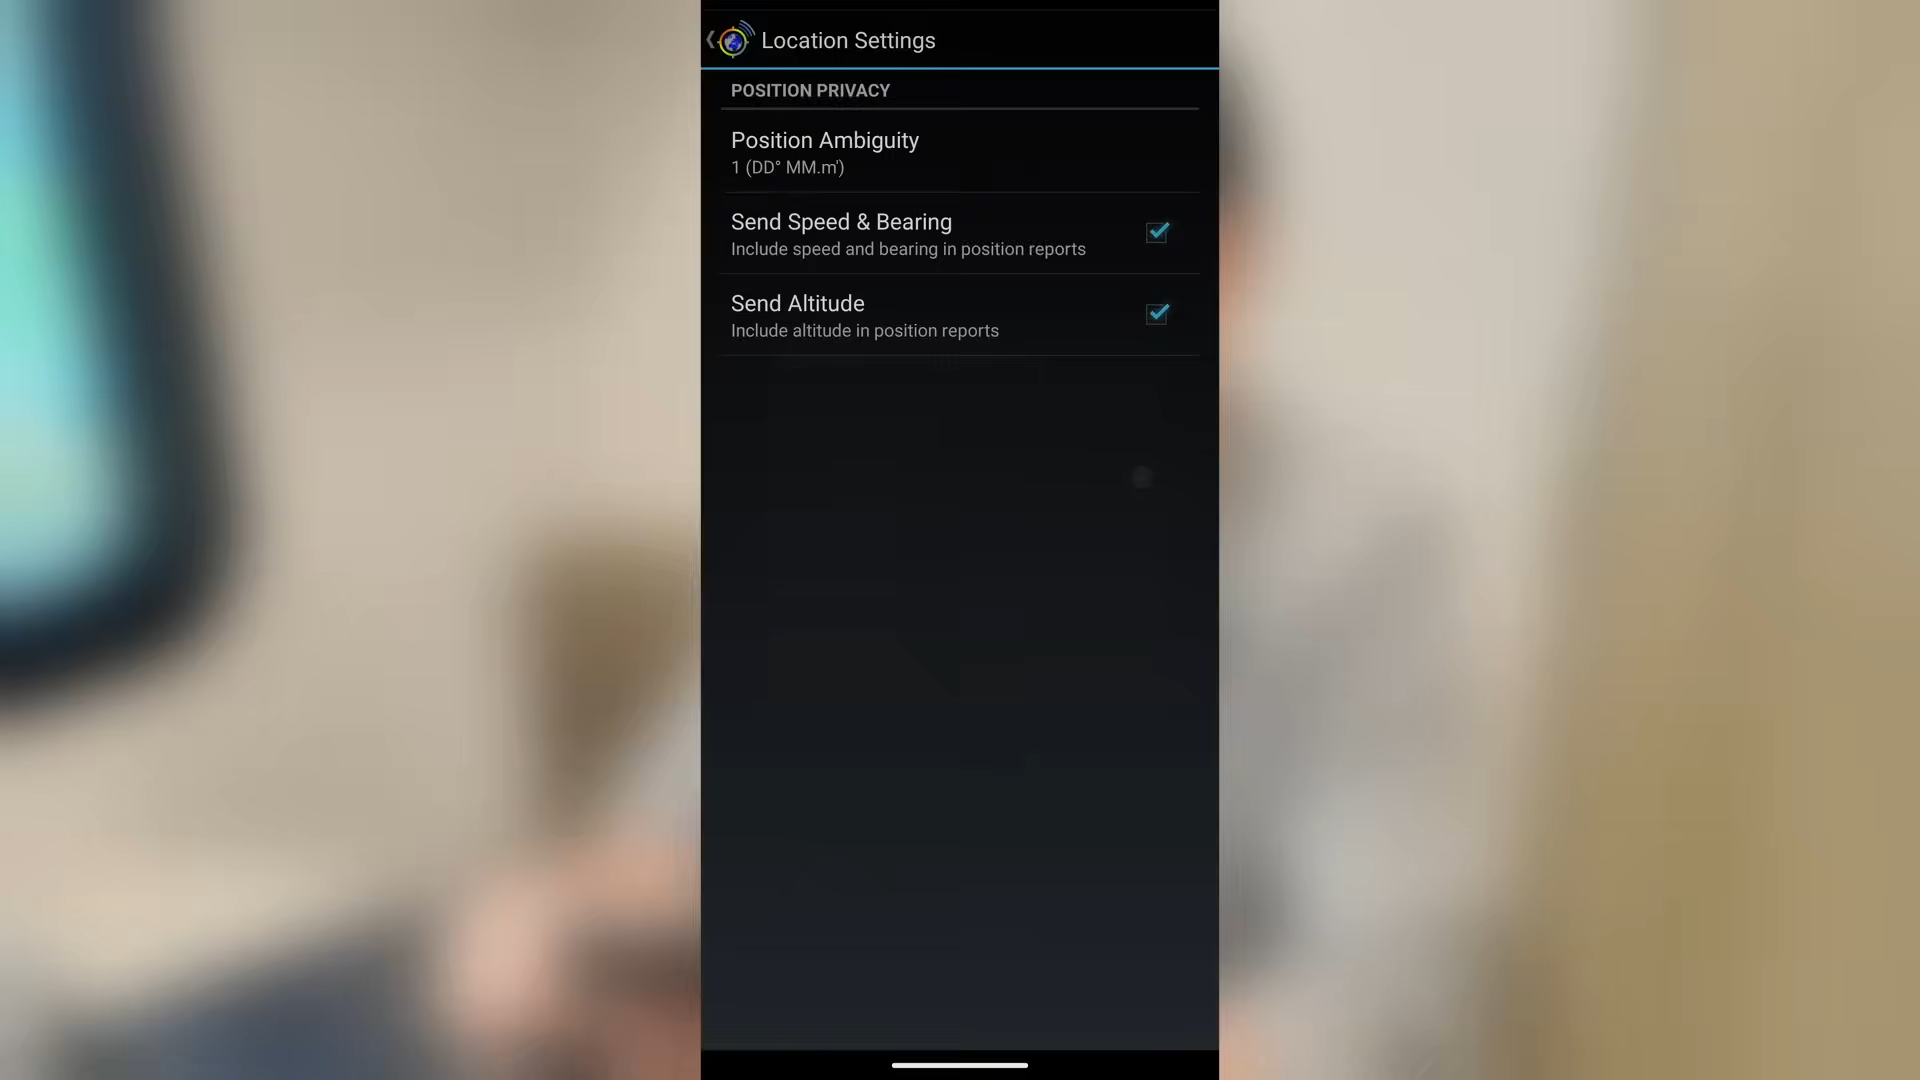 Location Settings
POSITION PRIVACY
Position Ambiguity
1 (DD° MM.m')
Send Speed & Bearing
Include speed and bearing in position reports
Send Altitude
Include altitude in position reports